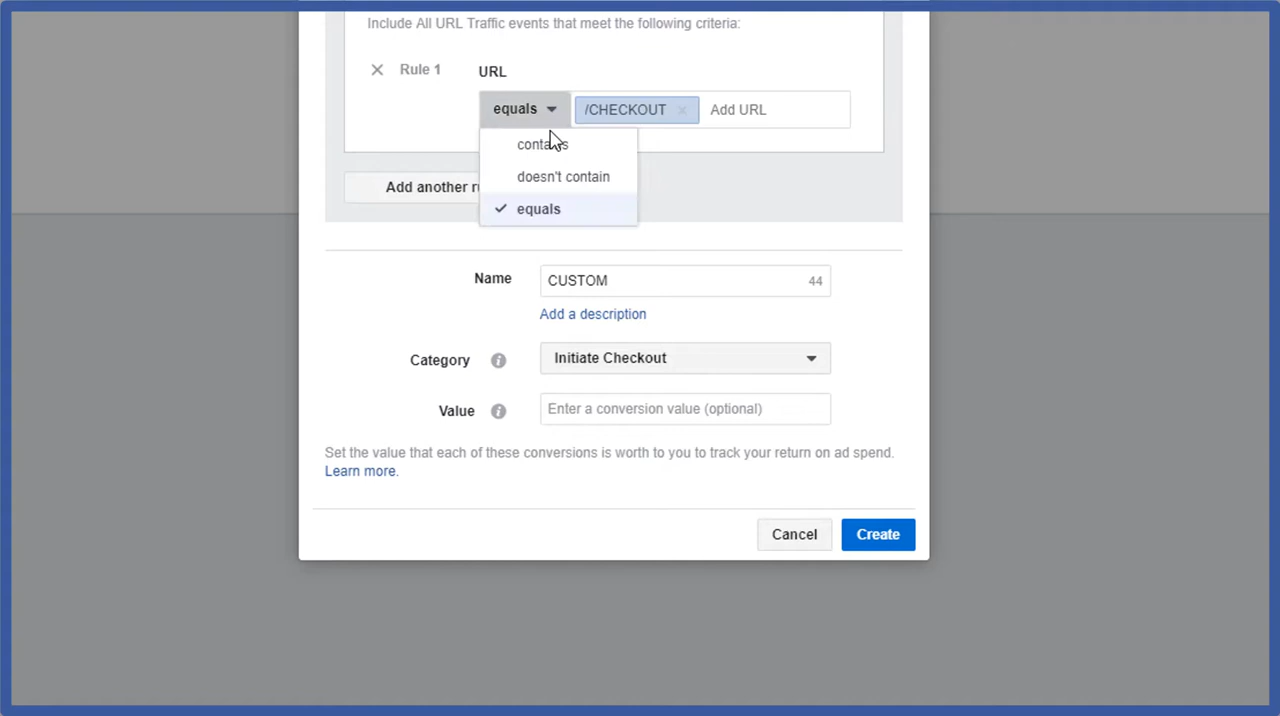 Include All URL Traffic events that meet the following criteria:
Rule 1
URL
equals
/CHECKOUT
Add URL
doesn't contain
Add another
equals
Name
CUSTOM
44
Add a description
Category
Initiate Checkout
Value
Enter a conversion value (optional)
Set the value that each of these conversions is worth to you to track your return on ad spend.
Learn more.
Cancel
Create